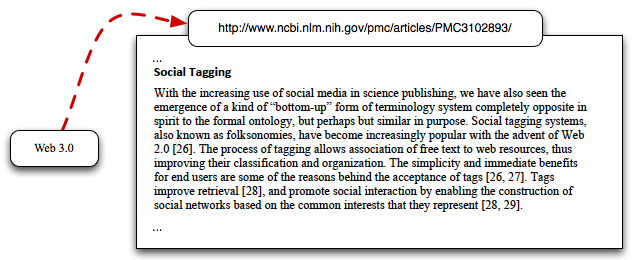 http://www.ncbi.nlm.nih.gov/pmc/articles/PMC3102893/
...
Social Tagging
With the increasing use of social media in science publishing, we have also seen the
emergence of a kind of “bottom-up” form of terminology system completely opposite in
spirit to the formal ontology, but perhaps but similar in purpose. Social tagging systems,
also known as folksonomies, have become increasingly popular with the advent of Web
2.0 [26]. The process of tagging allows association of free text to web resources, thus
improving their classification and organization. The simplicity and immediate benefits
for end users are some of the reasons behind the acceptance of tags [26, 27]. Tags
improve retrieval [28], and promote social interaction by enabling the construction of
social networks based on the common interests that they represent [28, 29].
...
Web 3.0